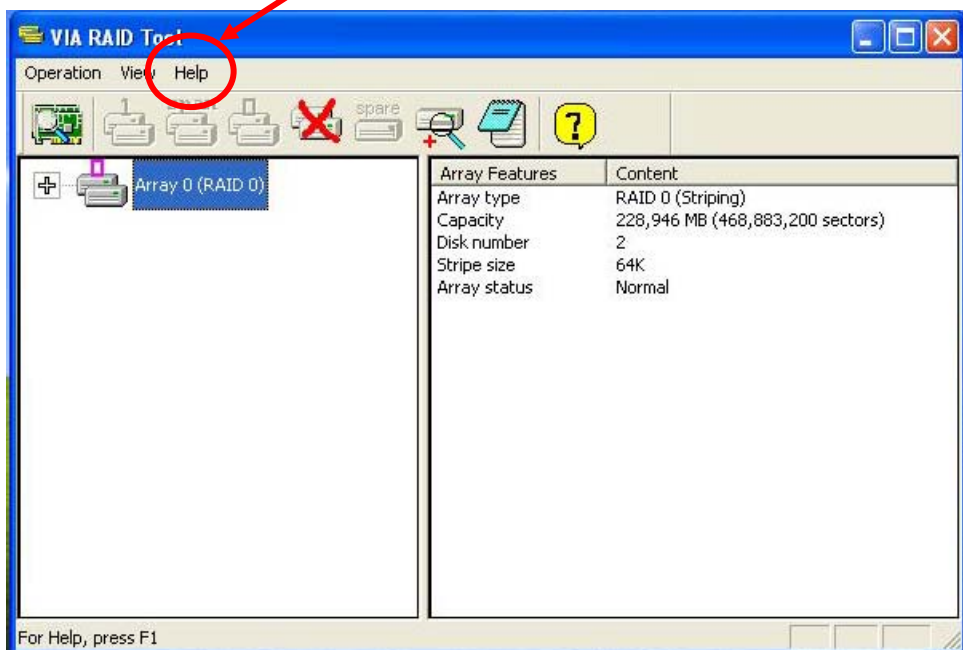 VIA RAID Tool
Operation View Help
1
spare
?
Array 0 (RAID 0)
Array Features Content
Array type RAID 0 (Striping)
Capacity 228,946 MB (468,883,200 sectors)
Disk number 2
Stripe size 64K
Array status Normal
For Help, press F1